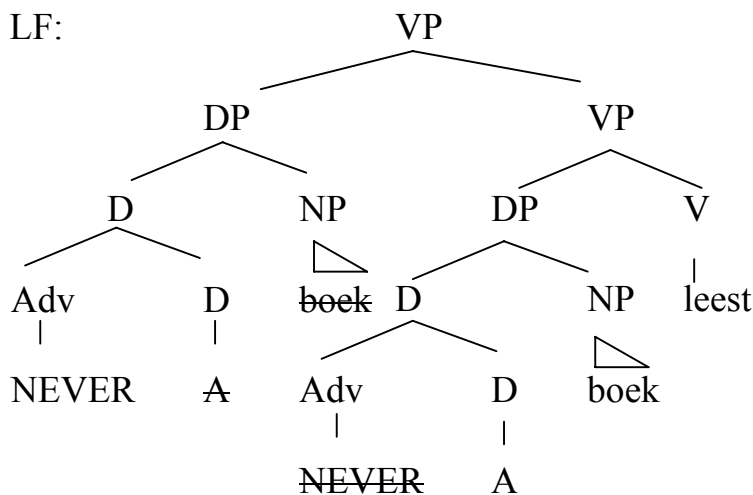 LF: VP
DP VP
D NP DP V
Adv D boek D NP leest
NEVER A Adv D boek
NEVER A